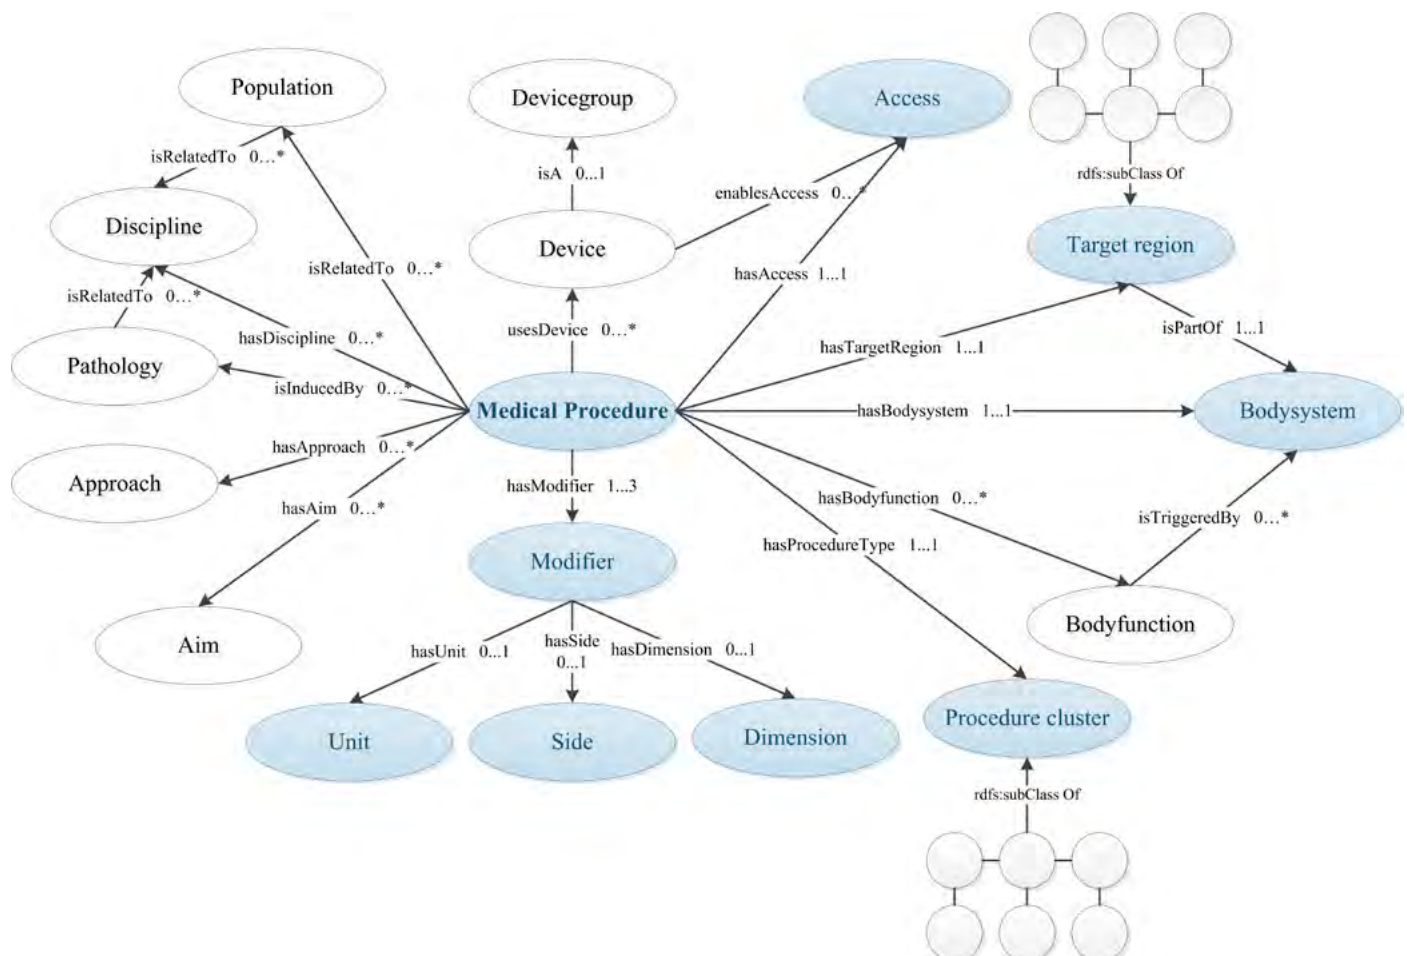 Population
Devicegroup
Access
isRelatedTo 0...*
isA 0...1
rdfs:subClass Of
enablesAccess 0...*
Discipline
Device
Target region
isRelatedTo 0...*
hasAccess 1...1
isRelatedTo 0...*
usesDevice 0...*
isPartOf 1...1
hasDiscipline 0...*
hasTargetRegion 1...1
Pathology
isInducedBy 0...*
Medical Procedure
hasBodysystem 1...1
Bodysystem
hasApproach 0...*
Approach
hasModifier 1...3
hasBodyfunction 0...*
hasAim 0...*
isTriggeredBy 0...*
hasProcedureType 1...1
Modifier
Bodyfunction
Aim
hasUnit 0...1
hasSide
0...1
hasDimension 0...1
Procedure cluster
Unit
Side
Dimension
rdfs:subClass Of